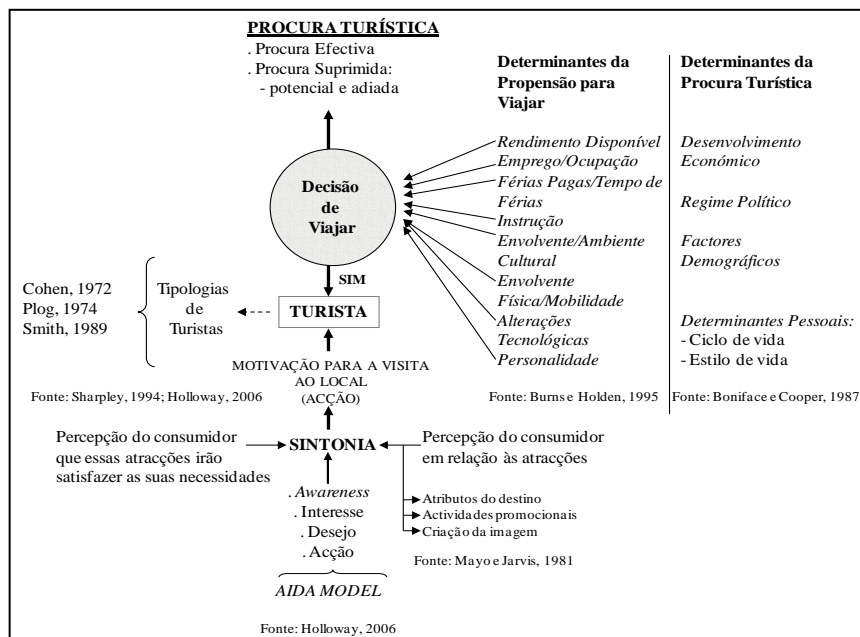 PROCURA TURÍSTICA
. Procura Efectiva
. Procura Suprimida:
- potencial e adiada
Determinantes da
Propensão para
Viajar
Determinantes da
Procura Turística
Rendimento Disponível
Emprego/Ocupação
Férias Pagas/Tempo de
Férias
Instrução
Envolvente/Ambiente
Cultural
Envolvente
Física/Mobilidade
Alterações
Tecnológicas
Personalidade
Fonte: Burns e Holden, 1995
Desenvolvimento
Económico
Regime Político
Factores
Demográficos
Determinantes Pessoais:
- Ciclo de vida
- Estilo de vida
Fonte: Boniface e Cooper, 1987
Decisão
de
Viajar
SIM
TURISTA
Tipologias
de
Turistas
Cohen, 1972
Plog, 1974
Smith, 1989
Fonte: Sharpley, 1994; Holloway, 2006
MOTIVAÇÃO PARA A VISITA
AO LOCAL
(ACÇÃO)
Percepção do consumidor
que essas atracções irão
satisfazer as suas necessidades
SINTONIA
Percepção do consumidor
em relação às atracções
Atributos do destino
Actividades promocionais
Criação da imagem
Fonte: Mayo e Jarvis, 1981
. Awareness
. Interesse
. Desejo
. Acção
AIDA MODEL
Fonte: Holloway, 2006